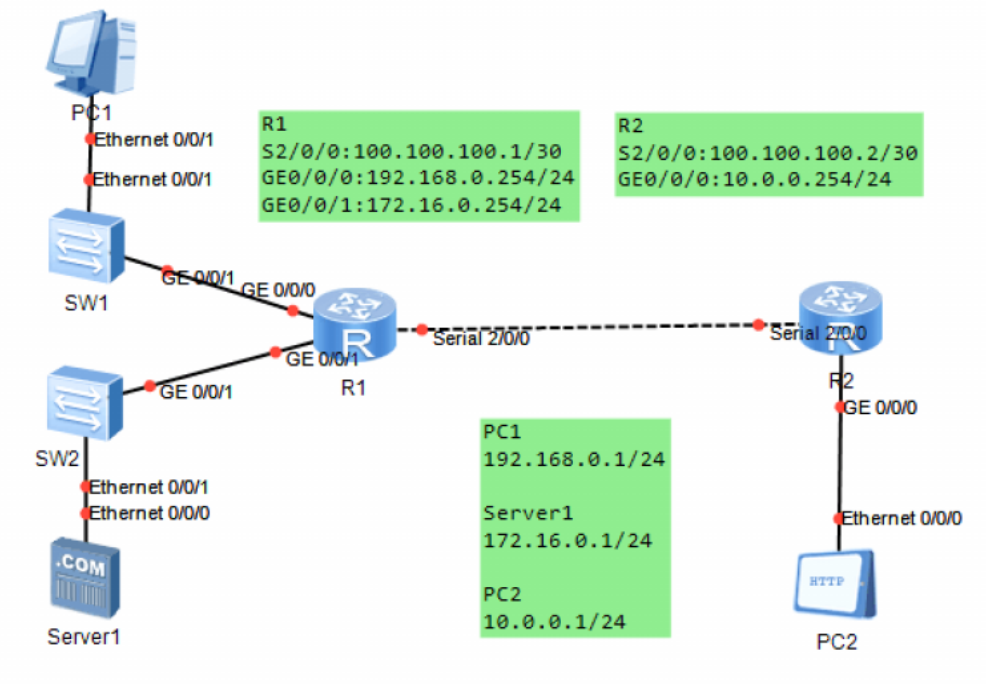 PC1
Ethernet 0/0/1
Ethernet 0/0/1
SW1
R1
S2/0/0:100.100.100.1/30
GE0/0/0:192.168.0.254/24
GE0/0/1:172.16.0.254/24
R2
S2/0/0:100.100.100.2/30
GE0/0/0:10.0.0.254/24
GE 0/0/1
GE 0/0/0
R
R1
Serial 2/0/0
Serial 2/0/0
R
R2
GE 0/0/1
GE 0/0/1
SW2
Ethernet 0/0/1
Ethernet 0/0/0
.COM
Server1
PC1
192.168.0.1/24
Server1
172.16.0.1/24
PC2
10.0.0.1/24
GE 0/0/0
Ethernet 0/0/0
HTTP
PC2